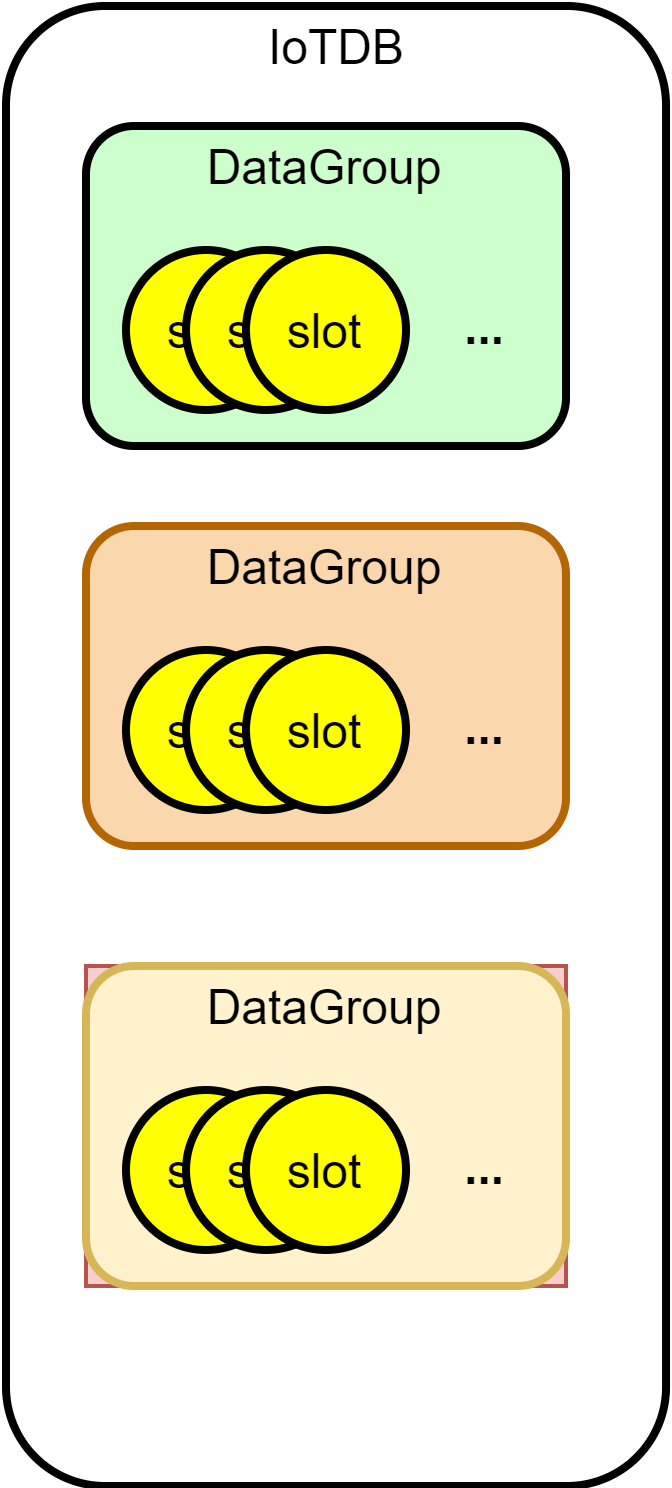 IoTDB
DataGroup
s s slot ...
DataGroup
s s slot ...
DataGroup
s s slot ...